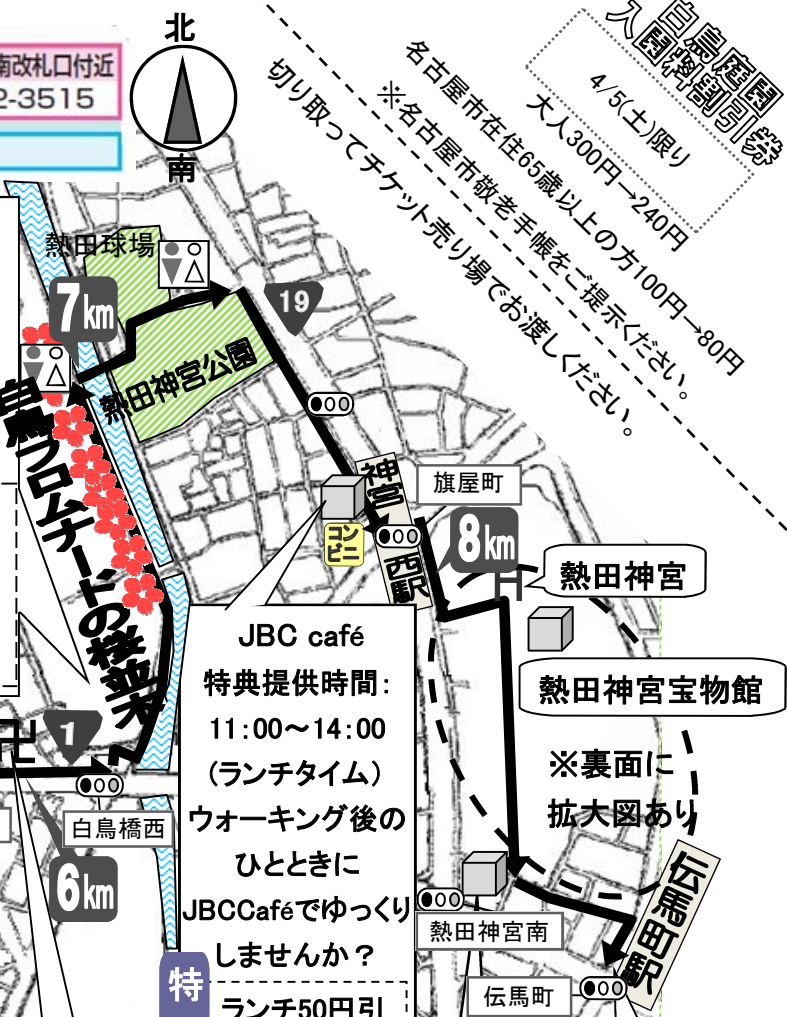 南改札口付近
2-3515
北
南
白鳥庭園
入園料割引券
4/5(土)限り
大人300円→240円
名古屋市在住65歳以上の方100円→80円
※名古屋市敬老手帳をご提示ください。
切り取ってチケット売り場でお渡しください。
熱田球場
7km
19
熱田神宮公園
白鳥プロムナードの桜並木
神宮西駅
旗屋町
コンビニ
8km
熱田神宮
熱田神宮宝物館
※裏面に
拡大図あり
JBC café
特典提供時間：
11:00～14:00
(ランチタイム)
ウォーキング後の
ひとときに
JBCCaféでゆっくり
しませんか？
特
ランチ50円引
卍
1
白鳥橋西
6km
伝馬町駅
熱田神宮南
伝馬町